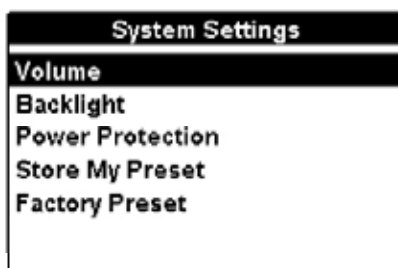 System Settings
Volume
Backlight
Power Protection
Store My Preset
Factory Preset